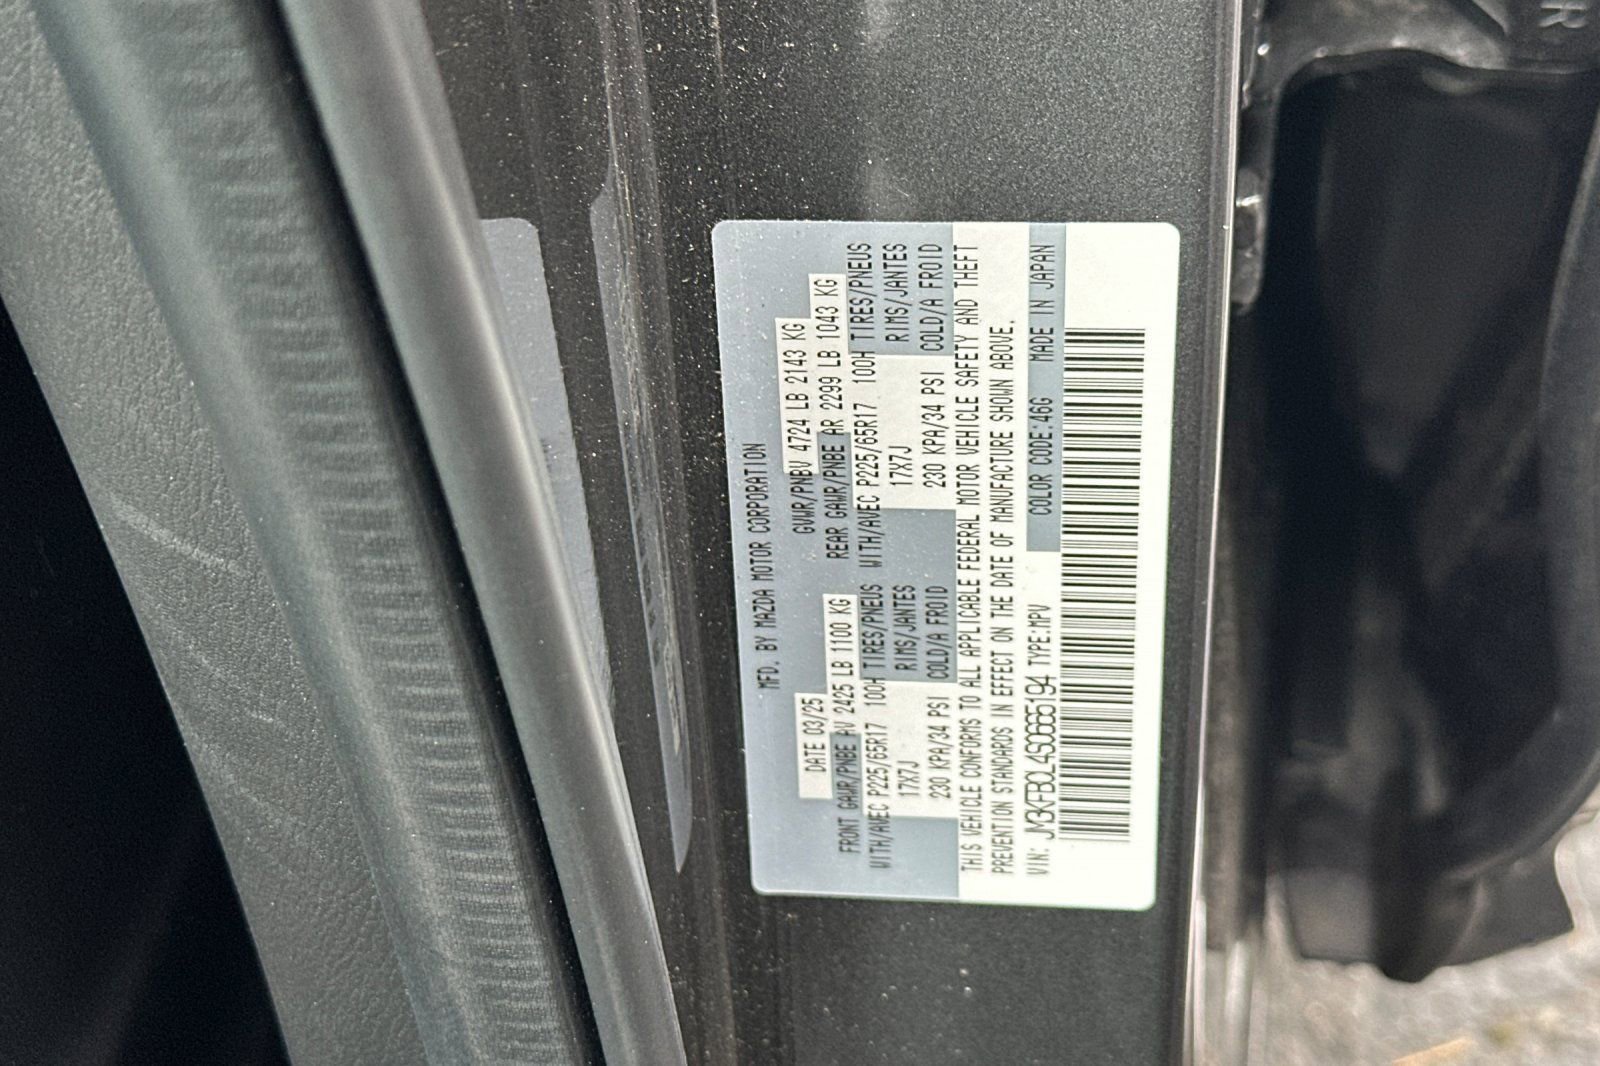 MFD. BY MAZDA MOTOR CORPORATION
DATE 03/25 GVWR/PNBV 4724 LB 2143 KG
FRONT GAWR/PNBE AV 2425 LB 1100 KG REAR GAWR/PNBE AR 2299 LB 1043 KG
WITH/AVEC P225/65R17 100H TIRES/PNEUS WITH/AVEC P225/65R17 100H TIRES/PNEUS
17X7J RIMS/JANTES 17X7J RIMS/JANTES
230 KPA/34 PSI COLD/A FROID 230 KPA/34 PSI COLD/A FROID
THIS VEHICLE CONFORMS TO ALL APPLICABLE FEDERAL MOTOR VEHICLE SAFETY AND THEFT
PREVENTION STANDARDS IN EFFECT ON THE DATE OF MANUFACTURE SHOWN ABOVE.
VIN: JM3KFBCL4S0665194 TYPE:MPV COLOR CODE:46G MADE IN JAPAN